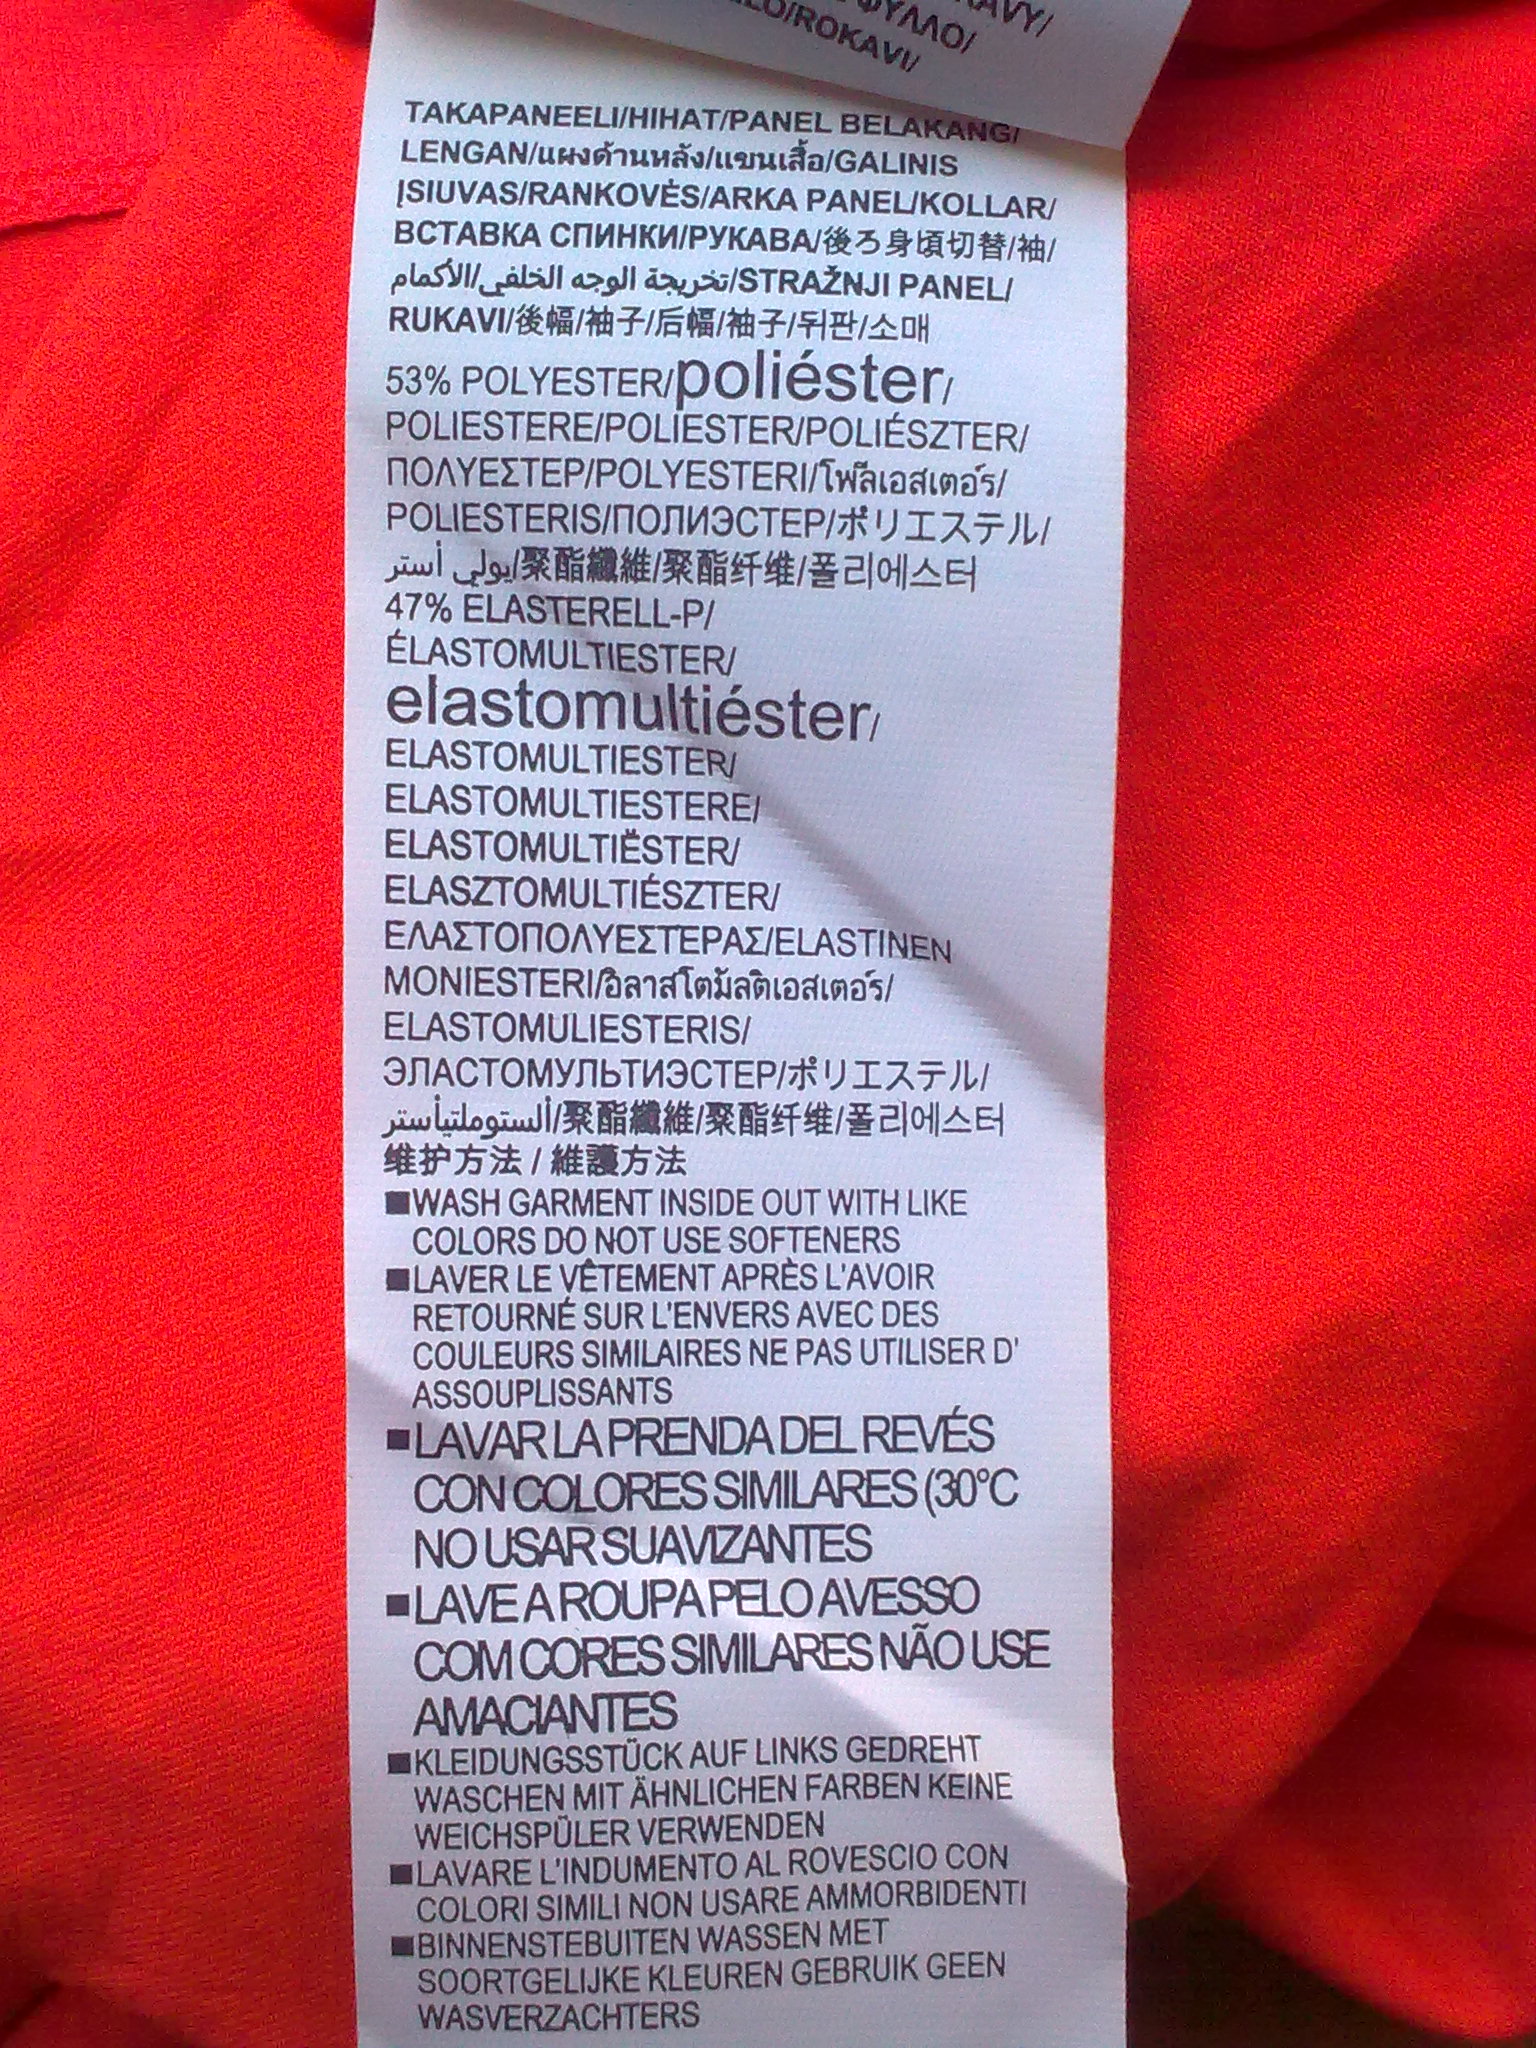 ROKAVI/
TAKAPANEELI/HIHAT/PANEL BELAKANG/
LENGAN/แผงด้านหลัง/แขนเสื้อ/GALINIS
ĮSIUVAS/RANKOVĖS/ARKA PANEL/KOLLAR/
ВСТАВКА СПИНКИ/РУКАВА/後ろ身頃切替/袖/
تخريجة الوجه الخلفي/الأكمام/STRAŽNJI PANEL/
RUKAVI/後幅/袖子/后幅/袖子/뒤판/소매
53% POLYESTER/poliéster/
POLIESTERE/POLIESTER/POLIÉSZTER/
ΠΟΛΥΕΣΤΕΡ/POLYESTERI/โพลีเอสเตอร์/
POLIESTERIS/ПОЛИЭСТЕР/ポリエステル/
بولي أستر/聚酯纖維/聚酯纤维/폴리에스터
47% ELASTERELL-P/
ÉLASTOMULTIESTER/
elastomultiéster/
ELASTOMULTIESTER/
ELASTOMULTIESTERE/
ELASTOMULTIËSTER/
ELASZTOMULTIÉSZTER/
ΕΛΑΣΤΟΠΟΛΥΕΣΤΕΡΑΣ/ELASTINEN
MONIESTERI/อิลาสโตมัลติเอสเตอร์/
ELASTOMULIESTERIS/
ЭЛАСТОМУЛЬТИЭСТЕР/ポリエステル/
ألستوملتيأستر/聚酯纖維/聚酯纤维/폴리에스터
维护方法 / 維護方法
■WASH GARMENT INSIDE OUT WITH LIKE
COLORS DO NOT USE SOFTENERS
■LAVER LE VÊTEMENT APRÈS L'AVOIR
RETOURNÉ SUR L'ENVERS AVEC DES
COULEURS SIMILAIRES NE PAS UTILISER D'
ASSOUPLISSANTS
■LAVAR LA PRENDA DEL REVÉS
CON COLORES SIMILARES (30°C
NO USAR SUAVIZANTES
■LAVE A ROUPA PELO AVESSO
COM CORES SIMILARES NÃO USE
AMACIANTES
■KLEIDUNGSSTÜCK AUF LINKS GEDREHT
WASCHEN MIT ÄHNLICHEN FARBEN KEINE
WEICHSPÜLER VERWENDEN
■LAVARE L'INDUMENTO AL ROVESCIO CON
COLORI SIMILI NON USARE AMMORBIDENTI
■BINNENSTEBUITEN WASSEN MET
SOORTGELIJKE KLEUREN GEBRUIK GEEN
WASVERZACHTERS